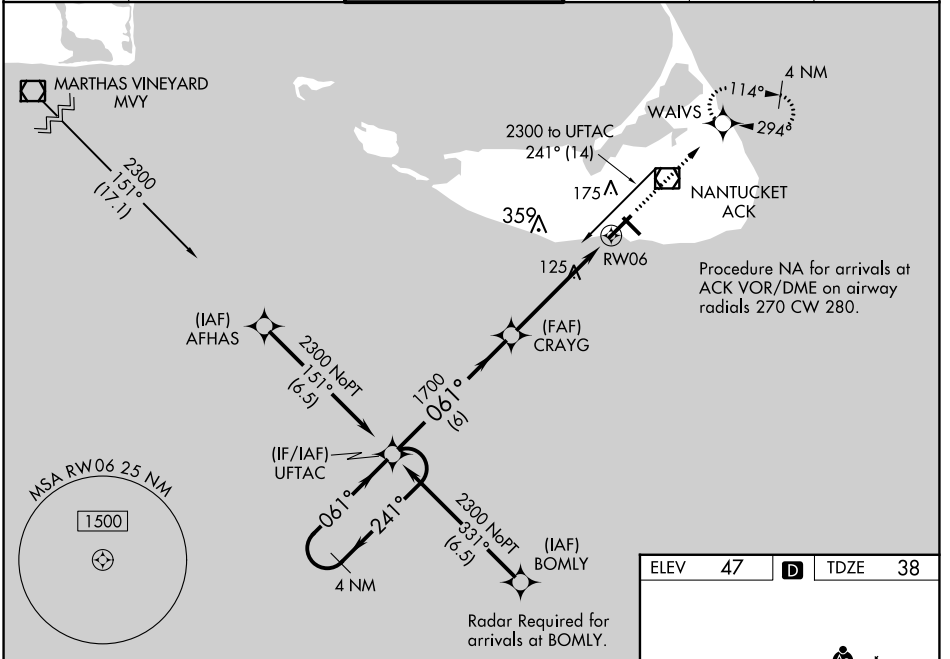 MARTHAS VINEYARD
MVY
2300
151°
(17.1)
4 NM
114°
294°
WAIVS
2300 to UFTAC
241° (14)
175
NANTUCKET
ACK
359
RW06
125
Procedure NA for arrivals at
ACK VOR/DME on airway
radials 270 CW 280.
(IAF)
AFHAS
2300 NoPT
151°
(6.5)
(FAF)
CRAYG
1700
061°
(6)
(IF/IAF)
UFTAC
061°
241°
4 NM
2300 NoPT
331°
(6.5)
(IAF)
BOMLY
Radar Required for
arrivals at BOMLY.
MSA RW06 25 NM
1500
ELEV 47 D TDZE 38